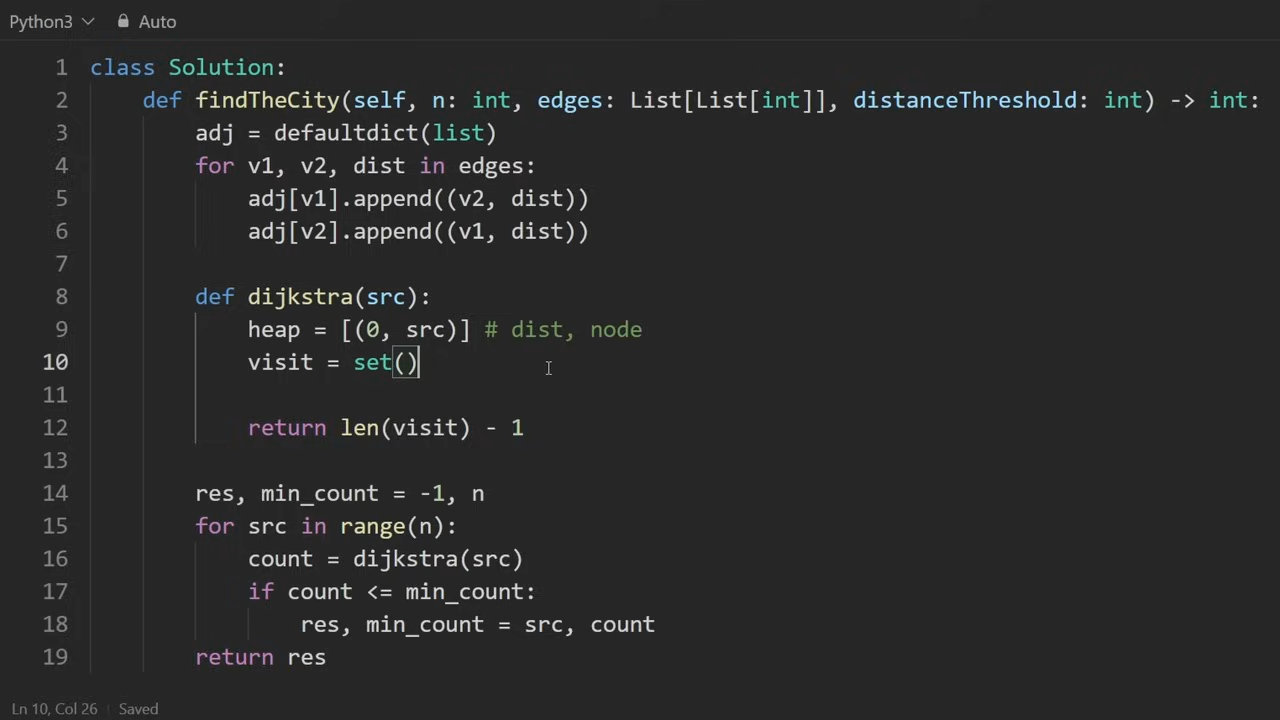 Python3 Auto
1 class Solution:
2     def findTheCity(self, n: int, edges: List[List[int]], distanceThreshold: int) -> int:
3         adj = defaultdict(list)
4         for v1, v2, dist in edges:
5             adj[v1].append((v2, dist))
6             adj[v2].append((v1, dist))
7
8         def dijkstra(src):
9             heap = [(0, src)] # dist, node
10             visit = set()
11
12             return len(visit) - 1
13
14         res, min_count = -1, n
15         for src in range(n):
16             count = dijkstra(src)
17             if count <= min_count:
18                 res, min_count = src, count
19         return res
Ln 10, Col 26 Saved